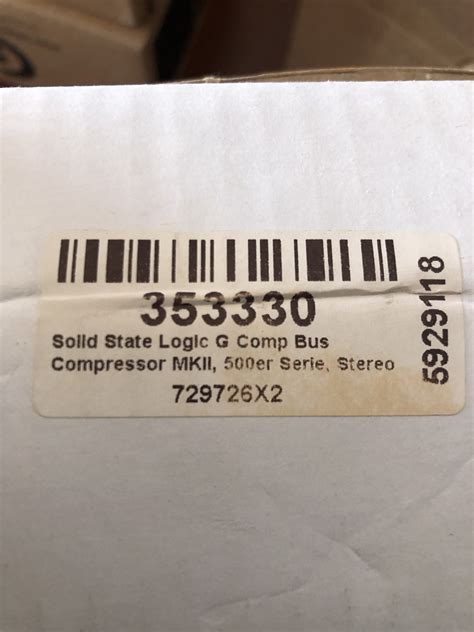 353330
Solid State Logic G Comp Bus
Compressor MKII, 500er Serie, Stereo
729726X2
5929118